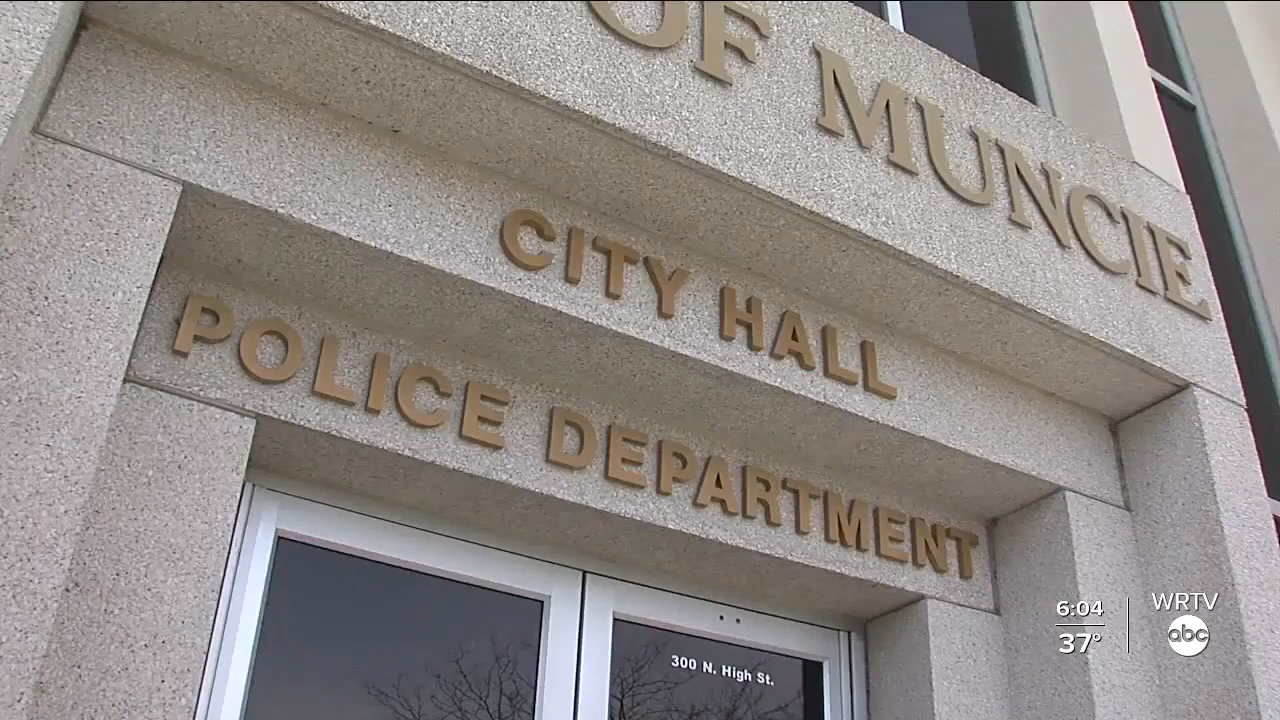 OF MUNCIE
CITY HALL
POLICE DEPARTMENT
300 N. High St.
6:04
37°
WRTV
abc